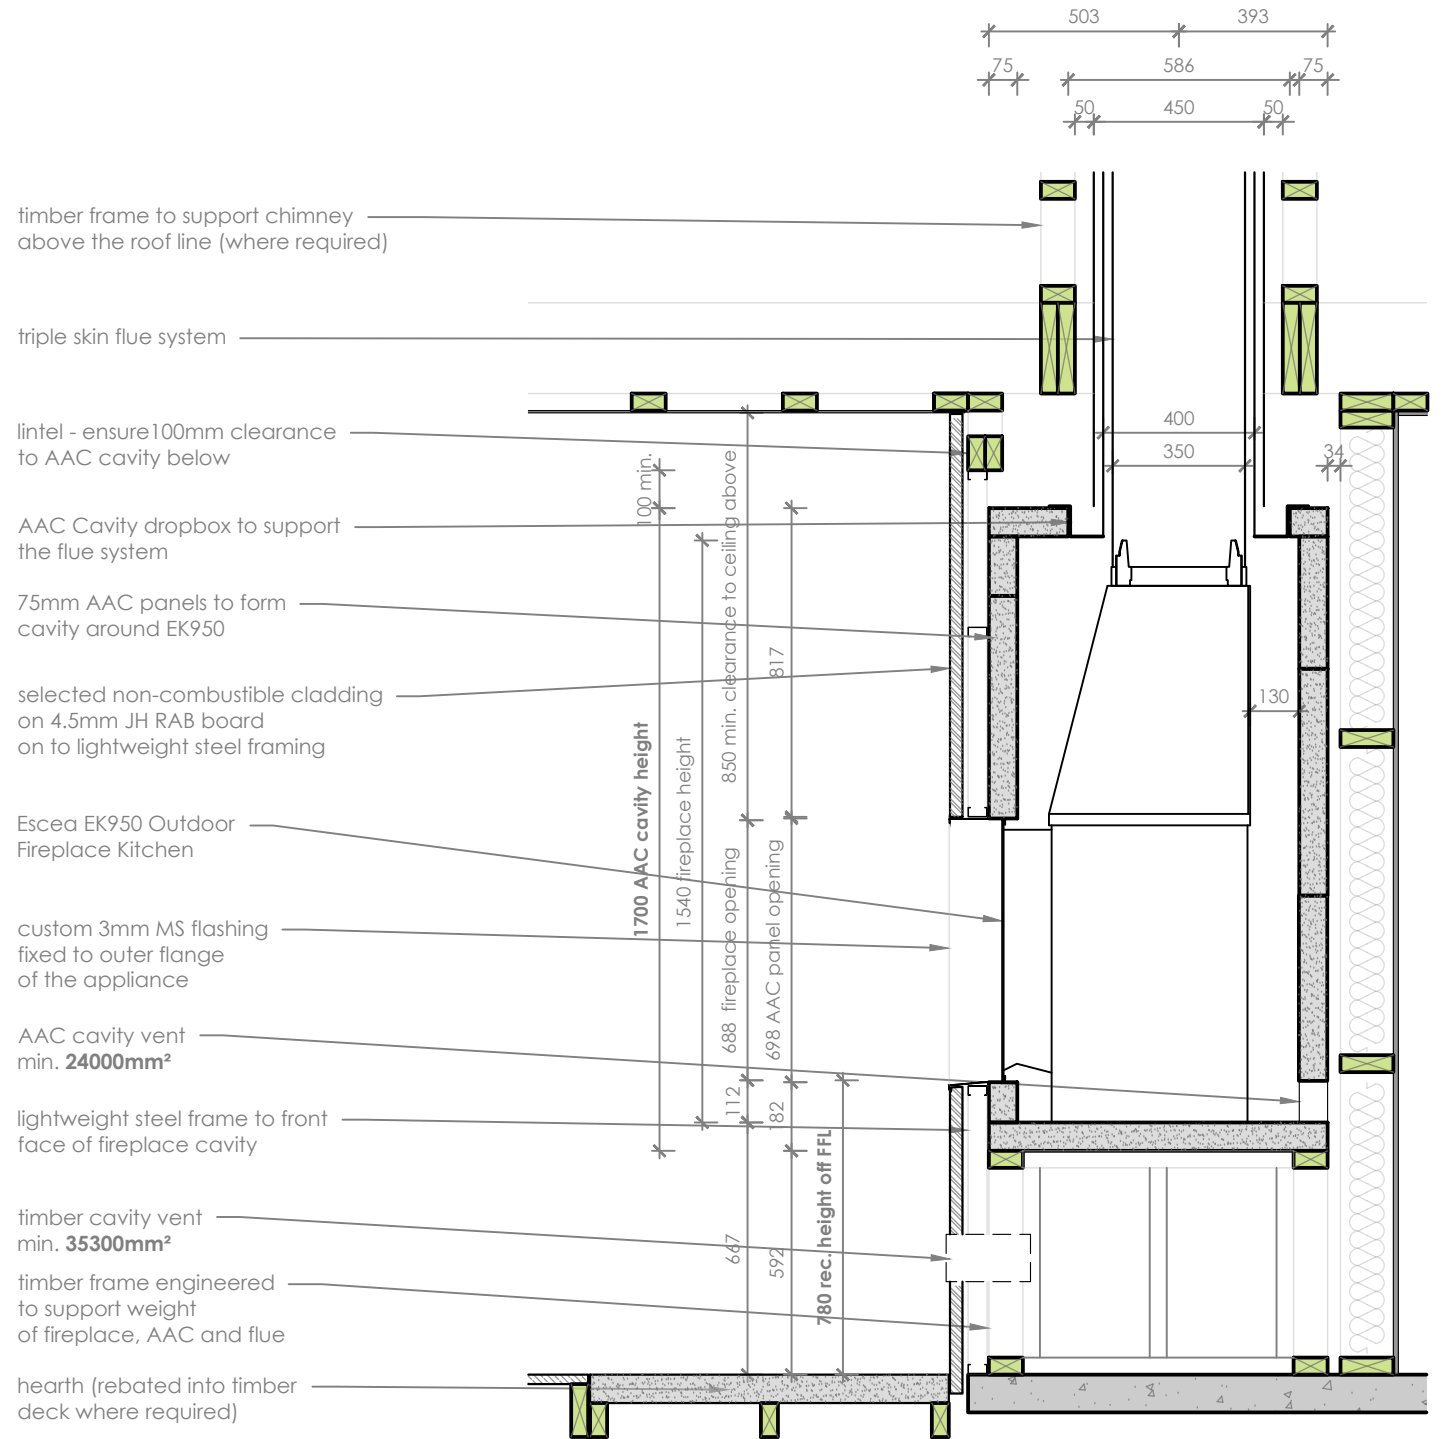 503 393
75 586 75
50 450 50
timber frame to support chimney
above the roof line (where required)
triple skin flue system
lintel - ensure100mm clearance
to AAC cavity below
AAC Cavity dropbox to support
the flue system
75mm AAC panels to form
cavity around EK950
selected non-combustible cladding
on 4.5mm JH RAB board
on to lightweight steel framing
Escea EK950 Outdoor
Fireplace Kitchen
custom 3mm MS flashing
fixed to outer flange
of the appliance
AAC cavity vent
min. 24000mm²
lightweight steel frame to front
face of fireplace cavity
timber cavity vent
min. 35300mm²
timber frame engineered
to support weight
of fireplace, AAC and flue
hearth (rebated into timber
deck where required)
100 min.
1700 AAC cavity height
1540 fireplace height
850 min. clearance to ceiling above
688 fireplace opening
112
667
817
698 AAC panel opening
182
592
780 rec. height off FFL
400
350
34
130